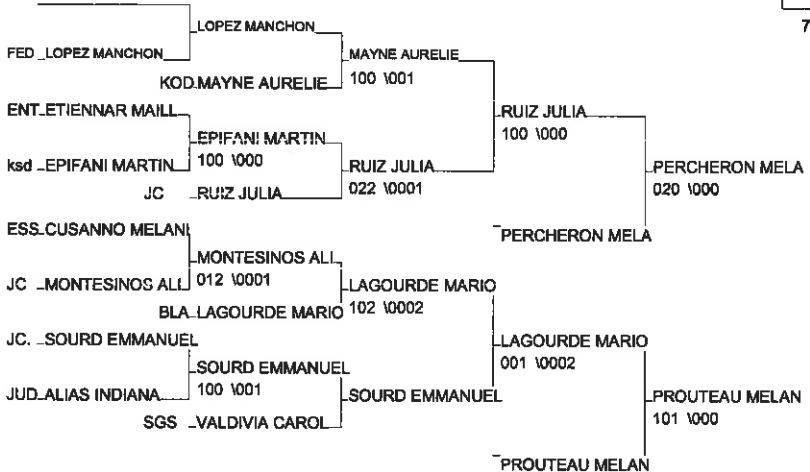 7
LOPEZ MANCHON
FED LOPEZ MANCHON
MAYNE AURELIE
100 \001
KOD MAYNE AURELIE
ENT ETIENNAR MAILL
RUIZ JULIA
100 \000
EPIFANI MARTIN
100 \000
ksd EPIFANI MARTIN
RUIZ JULIA
022 \0001
PERCHERON MELA
020 \000
JC RUIZ JULIA
ESS CUSANNO MELANI
PERCHERON MELA
MONTESINOS ALI
012 \0001
JC MONTESINOS ALI
LAGOURDE MARIO
102 \0002
BLA LAGOURDE MARIO
JC. SOURD EMMANUEL
LAGOURDE MARIO
001 \0002
SOURD EMMANUEL
100 \001
JUD ALIAS INDIANA
SOURD EMMANUEL
PROUTEAU MELAN
101 \000
SGS VALDIVIA CAROL
PROUTEAU MELAN